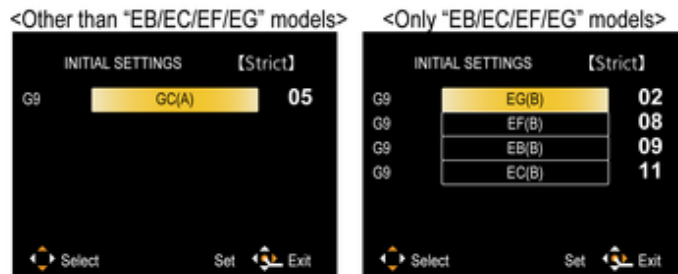 <Other than “EB/EC/EF/EG” models>
INITIAL SETTINGS 【Strict】
G9 GC(A) 05
Select Set Exit
<Only “EB/EC/EF/EG” models>
INITIAL SETTINGS 【Strict】
G9 EG(B) 02
G9 EF(B) 08
G9 EB(B) 09
G9 EC(B) 11
Select Set Exit